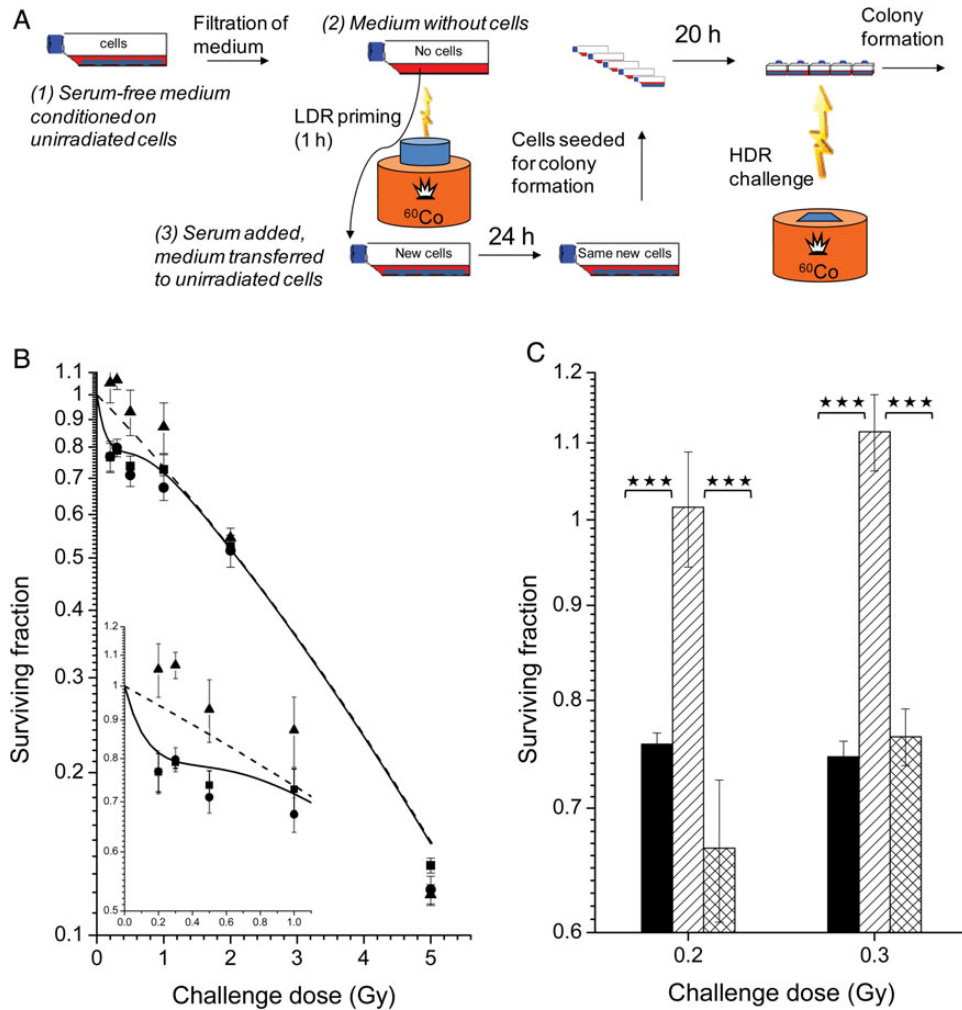 A
cells
Filtration of
medium
(1) Serum-free medium
conditioned on
unirradiated cells
(2) Medium without cells
No cells
LDR priming
(1 h)
60Co
(3) Serum added,
medium transferred
to unirradiated cells
New cells
24 h
Same new cells
Cells seeded
for colony
formation
20 h
Colony
formation
HDR
challenge
60Co
B
Surviving fraction
1.1
1
0.9
0.8
0.7
0.6
0.5
0.4
0.3
0.2
0.1
1.2
1.1
1
0.9
0.8
0.7
0.6
0.5
0.0 0.2 0.4 0.6 0.8 1.0
0 1 2 3 4 5
Challenge dose (Gy)
C
Surviving fraction
1.2
1.1
1
0.9
0.8
0.7
0.6
★★★ ★★★
★★★ ★★★
0.2 0.3
Challenge dose (Gy)